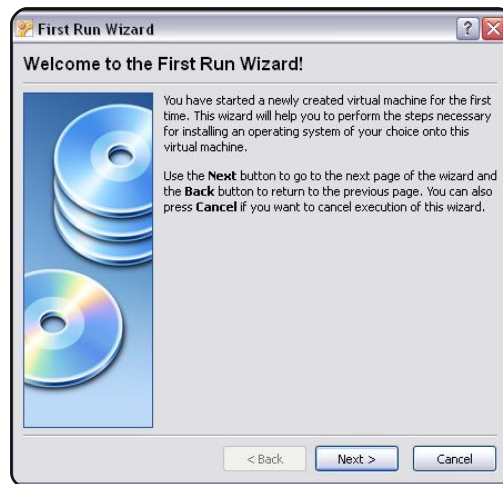 First Run Wizard
Welcome to the First Run Wizard!
You have started a newly created virtual machine for the first
time. This wizard will help you to perform the steps necessary
for installing an operating system of your choice onto this
virtual machine.
Use the Next button to go to the next page of the wizard and
the Back button to return to the previous page. You can also
press Cancel if you want to cancel execution of this wizard.
< Back Next > Cancel